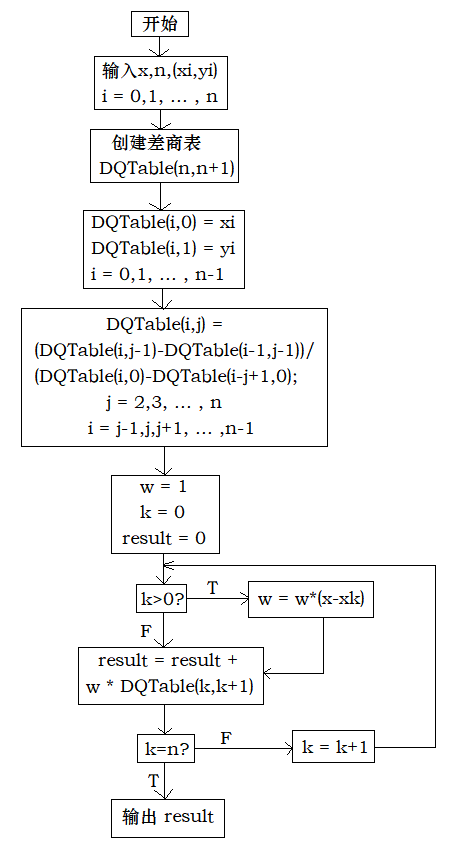 开始
输入x,n,(xi,yi)
i = 0,1, ... , n
创建差商表
DQTable(n,n+1)
DQTable(i,0) = xi
DQTable(i,1) = yi
i = 0,1, ... , n-1
DQTable(i,j) =
(DQTable(i,j-1)-DQTable(i-1,j-1))/
(DQTable(i,0)-DQTable(i-j+1,0);
j = 2,3, ... , n
i = j-1,j,j+1, ... ,n-1
w = 1
k = 0
result = 0
k>0?
T
w = w*(x-xk)
F
result = result +
w * DQTable(k,k+1)
k=n?
F
k = k+1
T
输出 result